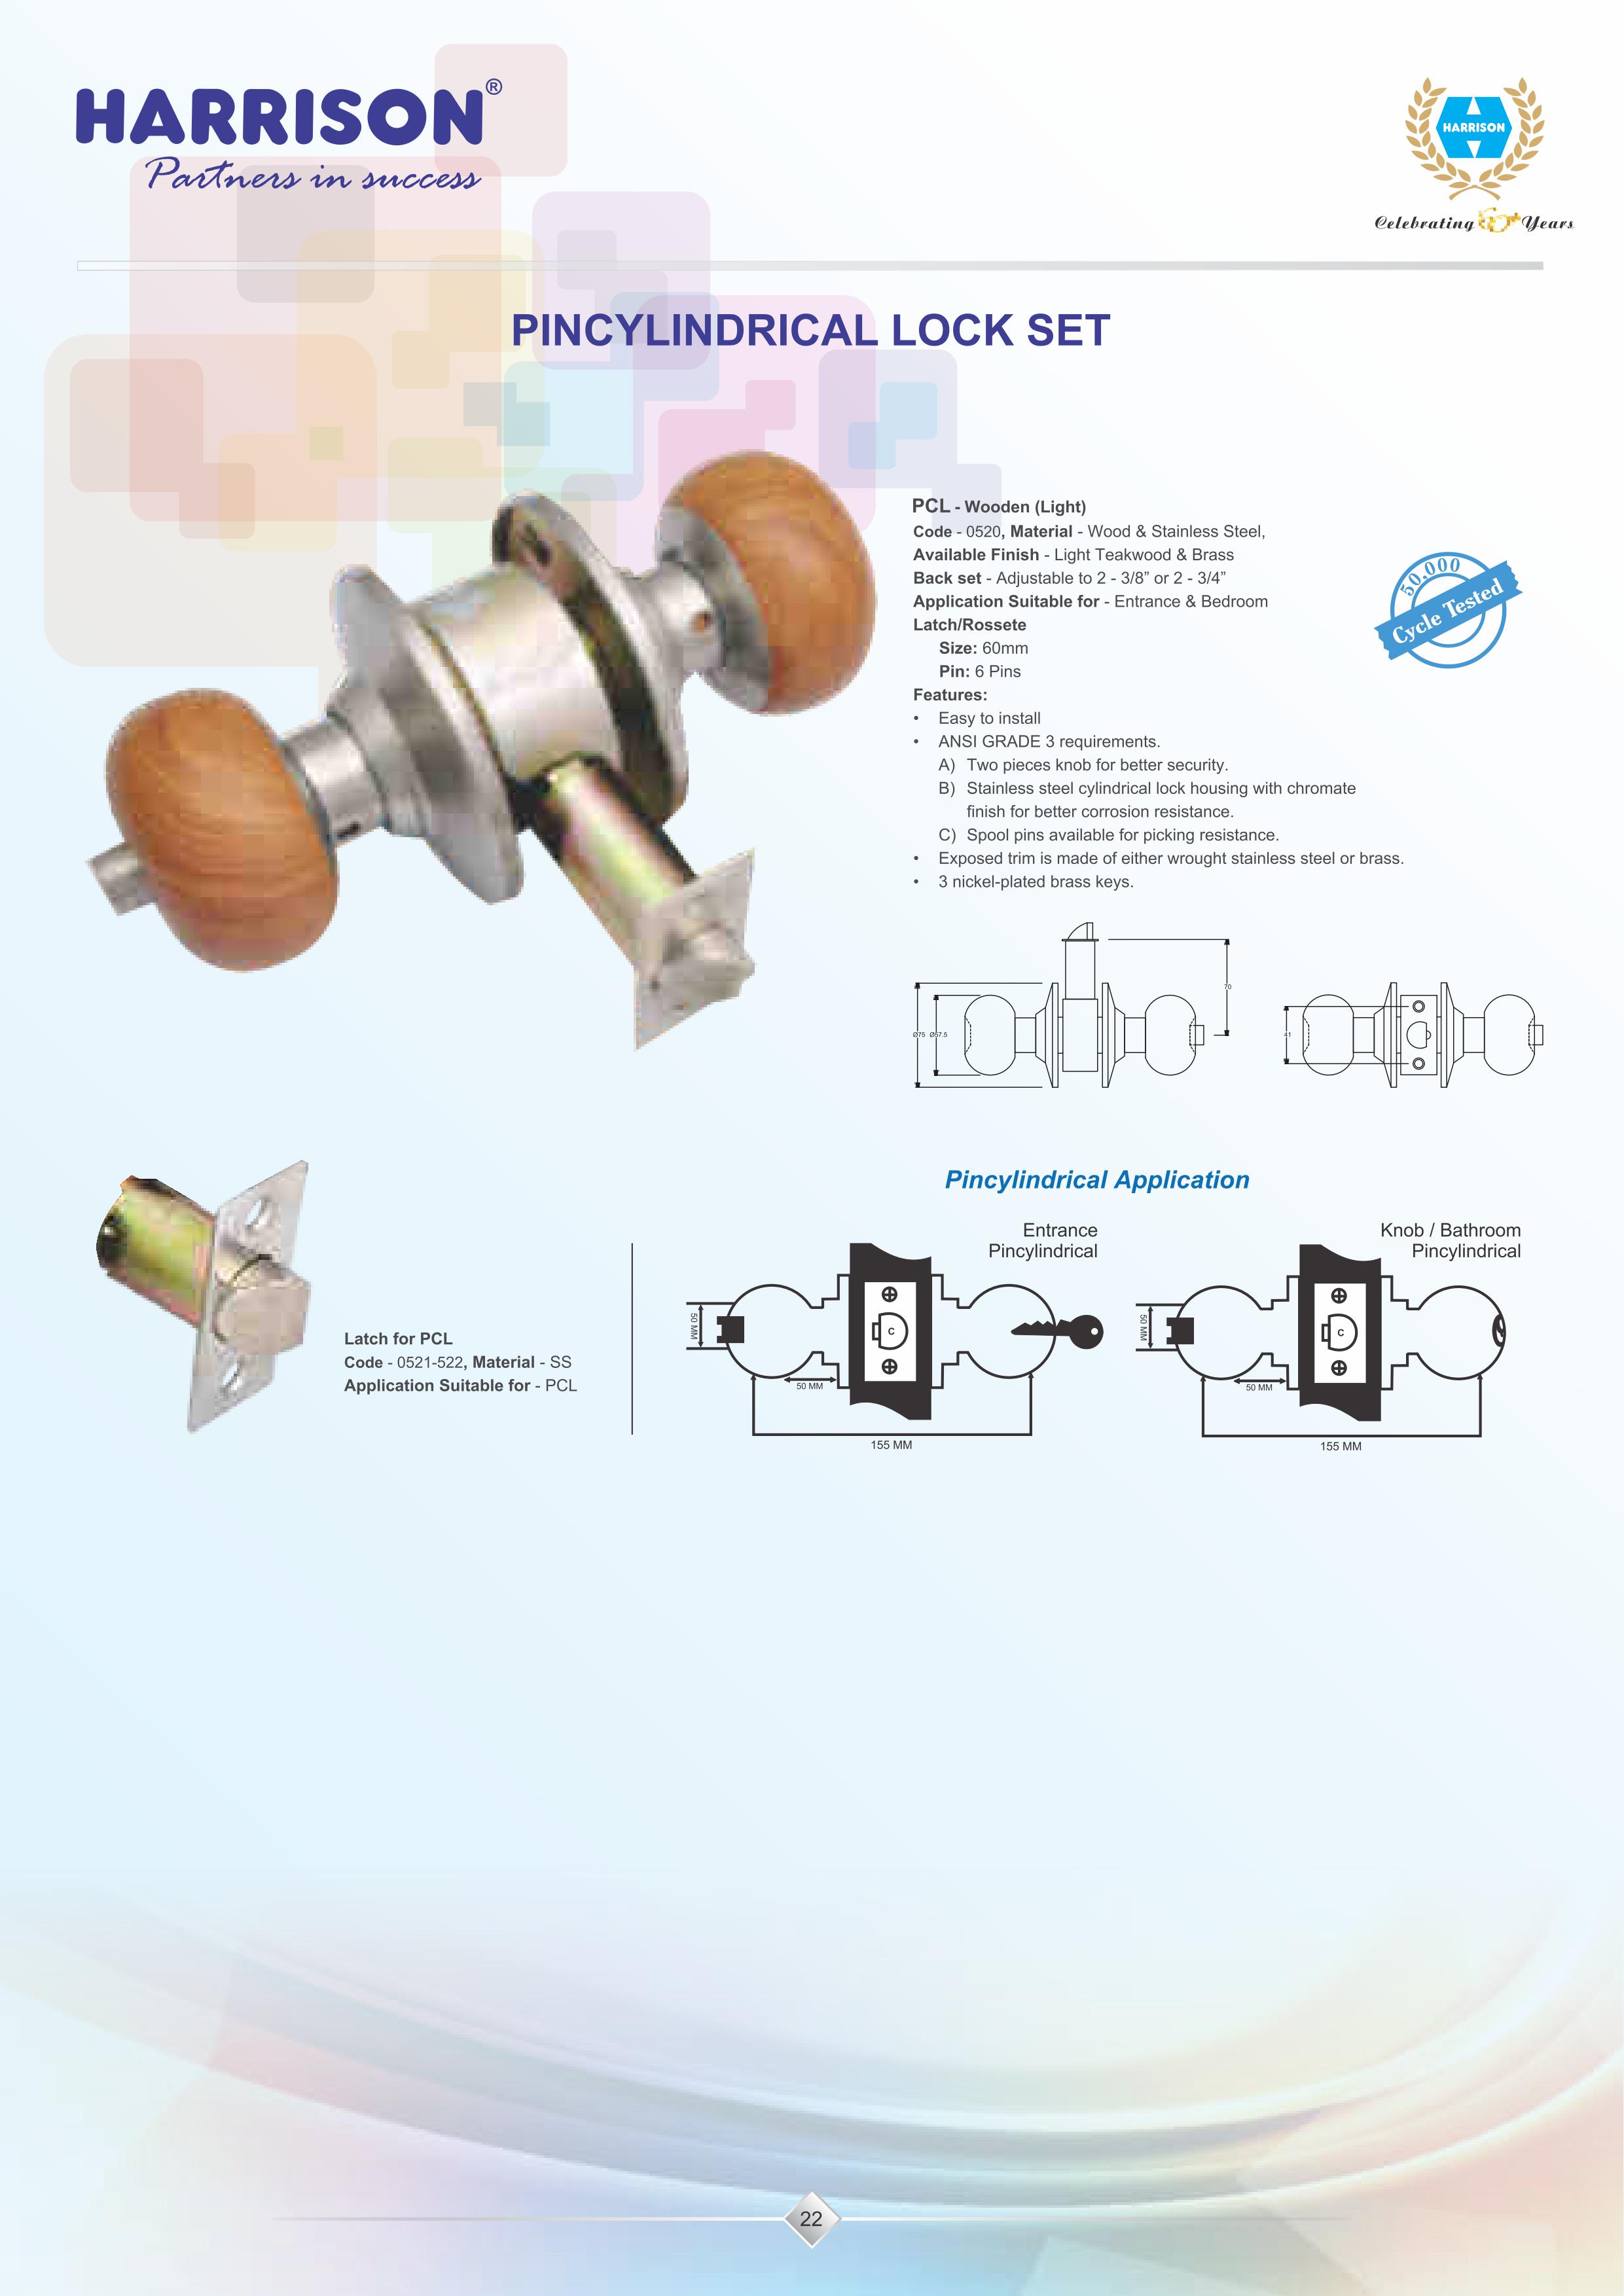 HARRISON®
Partners in success
HARRISON
Celebrating Years
PINCYLINDRICAL LOCK SET
PCL - Wooden (Light)
Code - 0520, Material - Wood & Stainless Steel,
Available Finish - Light Teakwood & Brass
Back set - Adjustable to 2 - 3/8” or 2 - 3/4”
Application Suitable for - Entrance & Bedroom
Latch/Rossete
Size: 60mm
Pin: 6 Pins
Features:
• Easy to install
• ANSI GRADE 3 requirements.
A) Two pieces knob for better security.
B) Stainless steel cylindrical lock housing with chromate
finish for better corrosion resistance.
C) Spool pins available for picking resistance.
• Exposed trim is made of either wrought stainless steel or brass.
• 3 nickel-plated brass keys.
50,000
Cycle Tested
70
Ø75 Ø57.5
41
Latch for PCL
Code - 0521-522, Material - SS
Application Suitable for - PCL
Pincylindrical Application
Entrance
Pincylindrical
50 MM
C
50 MM
155 MM
Knob / Bathroom
Pincylindrical
50 MM
C
50 MM
155 MM
22